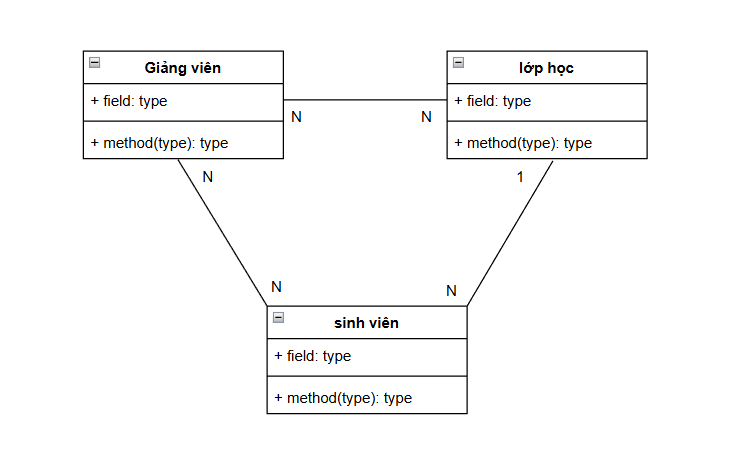 Giảng viên
+ field: type
+ method(type): type
lớp học
+ field: type
+ method(type): type
N
N
N
1
N
N
sinh viên
+ field: type
+ method(type): type